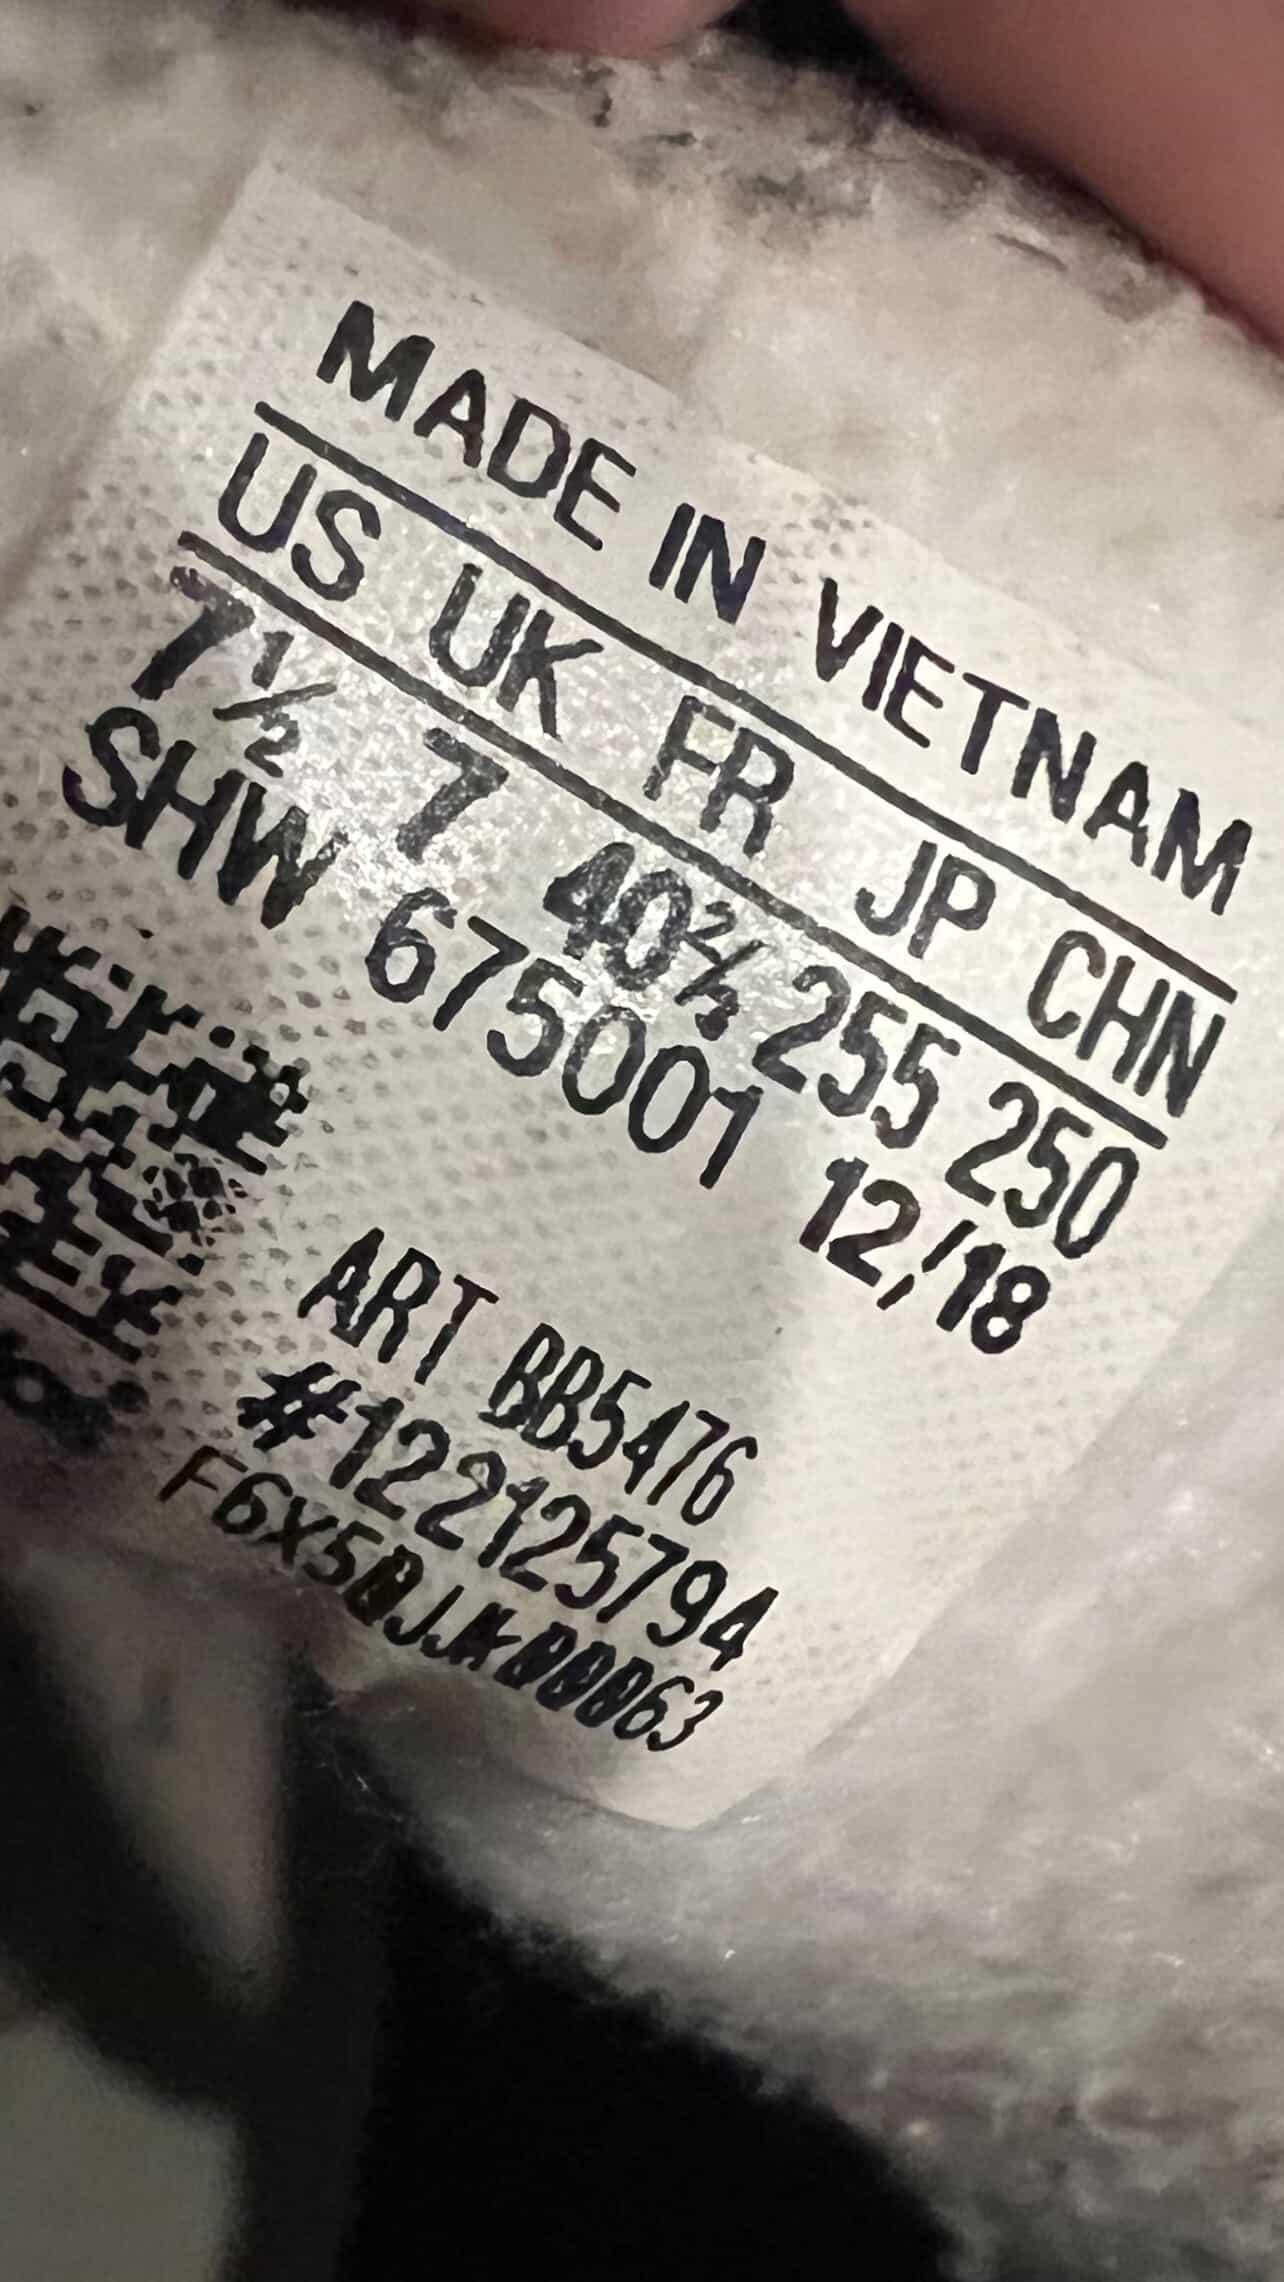 MADE IN VIETNAM
US UK FR JP CHN
7½ 7 40⅔ 255 250
SHW 675001 12/18
ART BB5476
#122125794